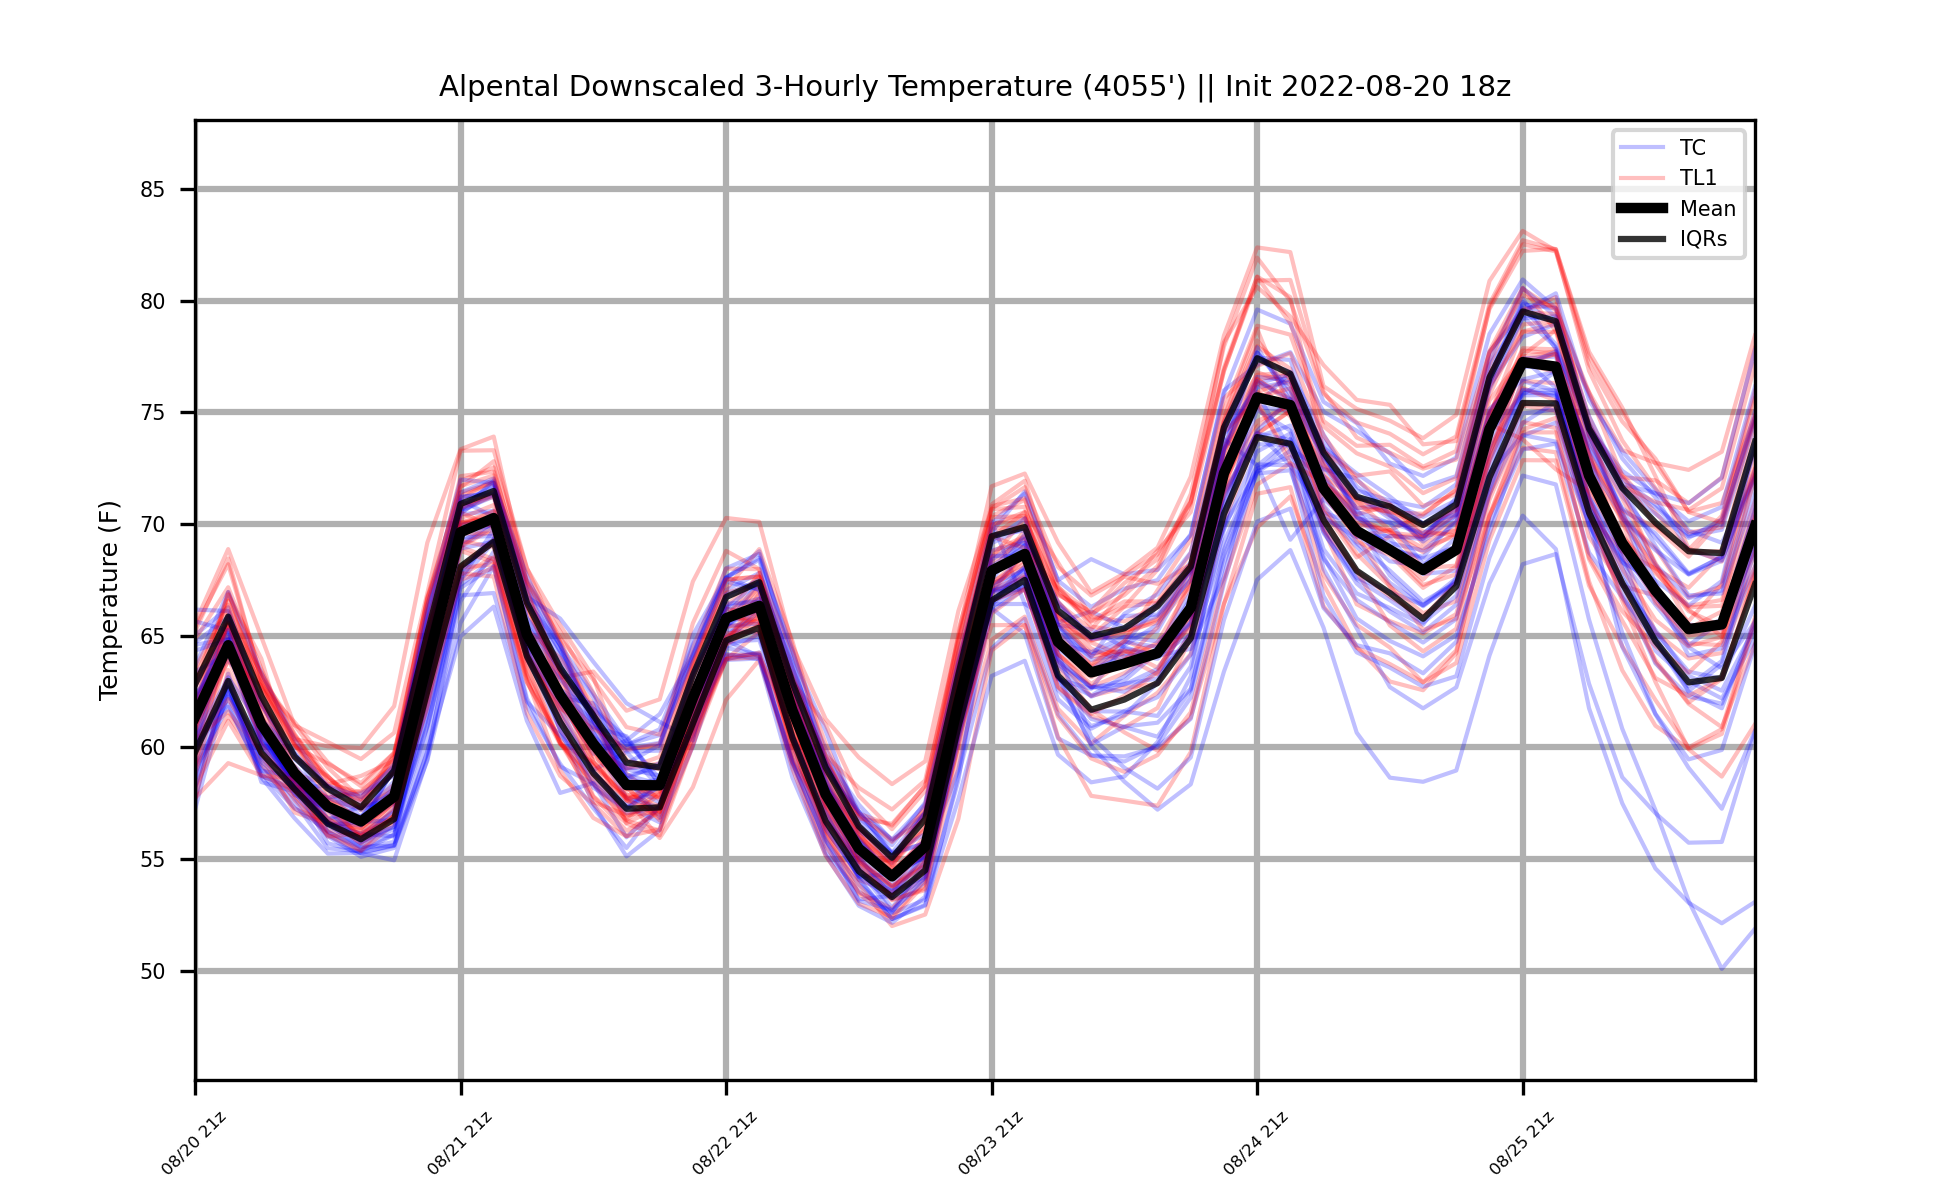 Alpental Downscaled 3-Hourly Temperature (4055') || Init 2022-08-20 18z
TC
TL1
Mean
IQRs
Temperature (F)
85
80
75
70
65
60
55
50
08/20 21z
08/21 21z
08/22 21z
08/23 21z
08/24 21z
08/25 21z